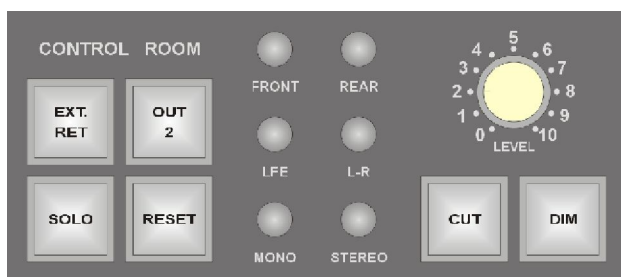 CONTROL ROOM
EXT.
RET
OUT
2
SOLO
RESET
FRONT
REAR
LFE
L-R
MONO
STEREO
5
4
6
3
7
2
8
1
9
0
10
LEVEL
CUT
DIM